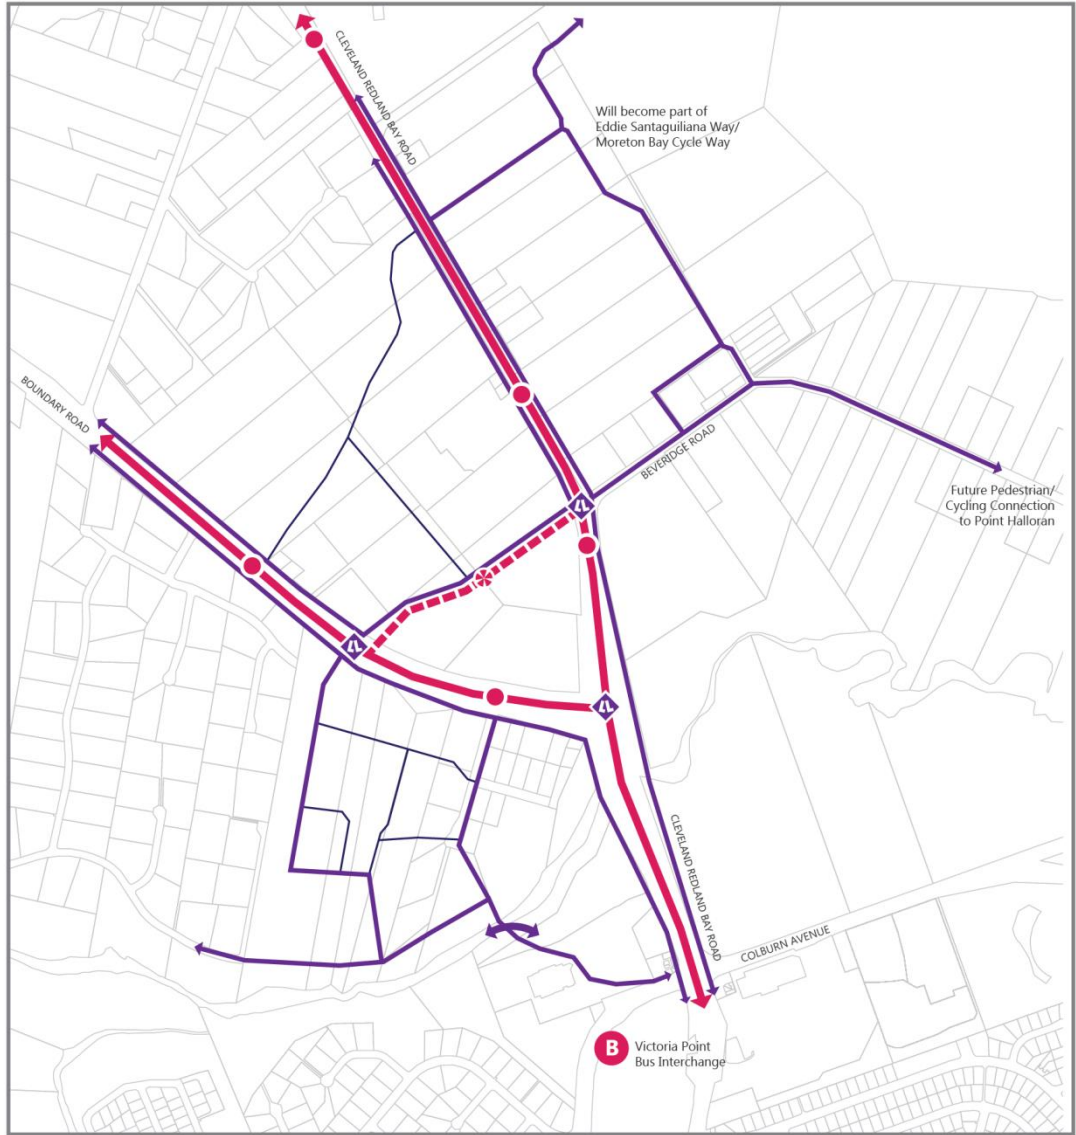 CLEVELAND REDLAND BAY ROAD
Will become part of
Eddie Santaguiliana Way/
Moreton Bay Cycle Way
BOUNDARY ROAD
BEVERIDGE ROAD
Future Pedestrian/
Cycling Connection
to Point Halloran
CLEVELAND REDLAND BAY ROAD
COLBURN AVENUE
B
Victoria Point
Bus Interchange